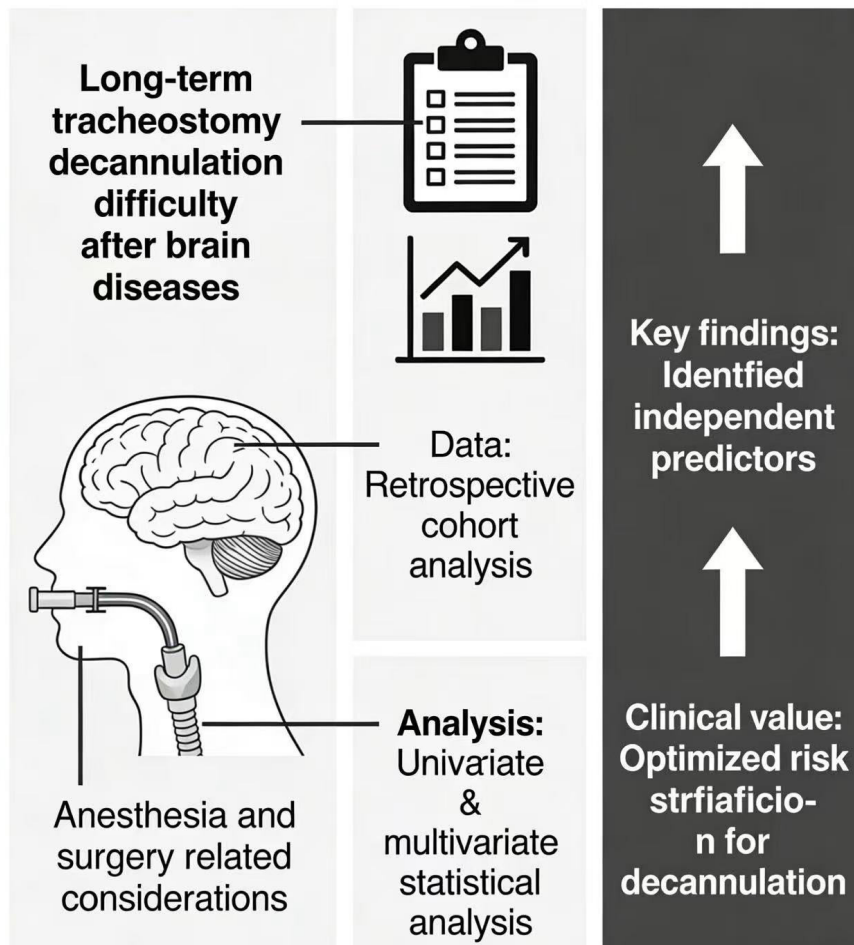 Long-term
tracheostomy
decannulation
difficulty
after brain
diseases
Data:
Retrospective
cohort
analysis
Anesthesia and
surgery related
considerations
Analysis:
Univariate
&
multivariate
statistical
analysis
Key findings:
Identfied
independent
predictors
Clinical value:
Optimized risk
strfiaficio-
n for
decannulation